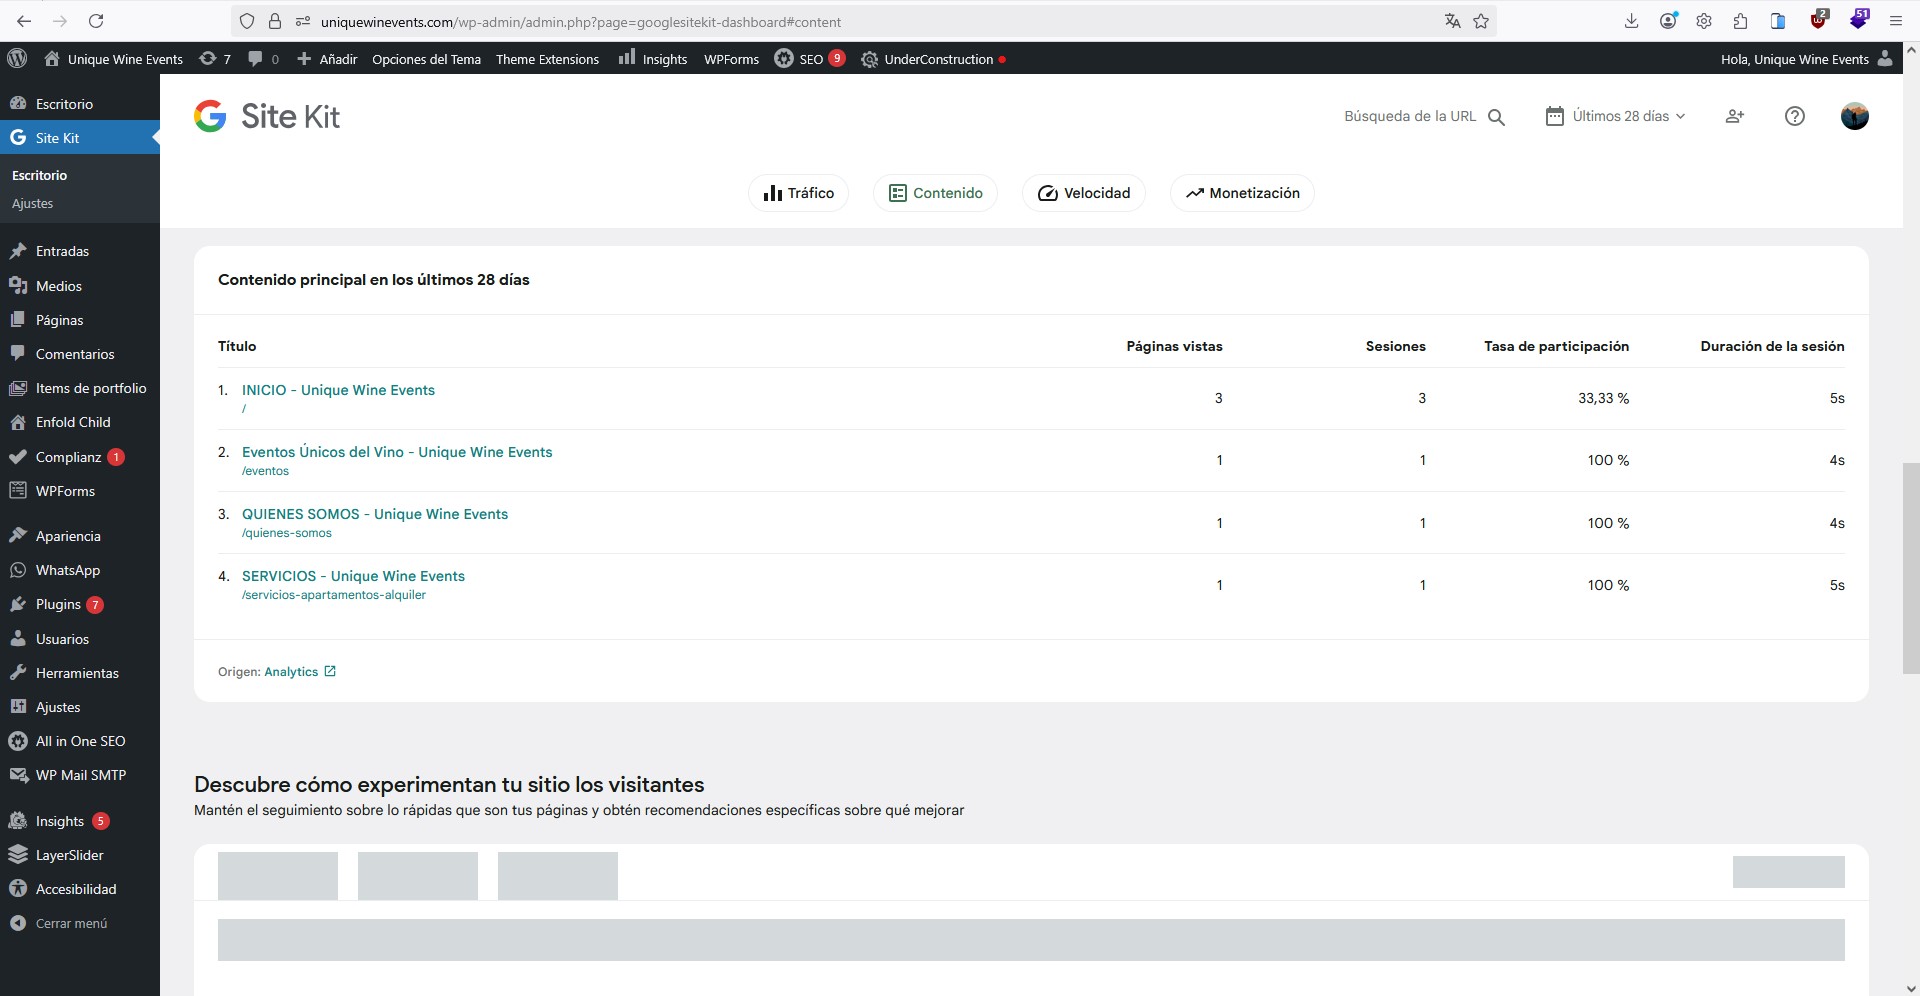 uniquewinevents.com/wp-admin/admin.php?page=googlesitekit-dashboard#content
2
51
Unique Wine Events
7
0
Añadir
Opciones del Tema
Theme Extensions
Insights
WPForms
SEO 9
UnderConstruction
Hola, Unique Wine Events
Escritorio
Site Kit
Escritorio
Ajustes
Entradas
Medios
Páginas
Comentarios
Items de portfolio
Enfold Child
Complianz 1
WPForms
Apariencia
WhatsApp
Plugins 7
Usuarios
Herramientas
Ajustes
All in One SEO
WP Mail SMTP
Insights 5
LayerSlider
Accesibilidad
Cerrar menú
Site Kit
Búsqueda de la URL
Últimos 28 días
Tráfico
Contenido
Velocidad
Monetización
Contenido principal en los últimos 28 días
Título Páginas vistas Sesiones Tasa de participación Duración de la sesión
1. INICIO - Unique Wine Events 3 3 33,33 % 5s
/
2. Eventos Únicos del Vino - Unique Wine Events 1 1 100 % 4s
/eventos
3. QUIENES SOMOS - Unique Wine Events 1 1 100 % 4s
/quienes-somos
4. SERVICIOS - Unique Wine Events 1 1 100 % 5s
/servicios-apartamentos-alquiler
Origen: Analytics
Descubre cómo experimentan tu sitio los visitantes
Mantén el seguimiento sobre lo rápidas que son tus páginas y obtén recomendaciones específicas sobre qué mejorar